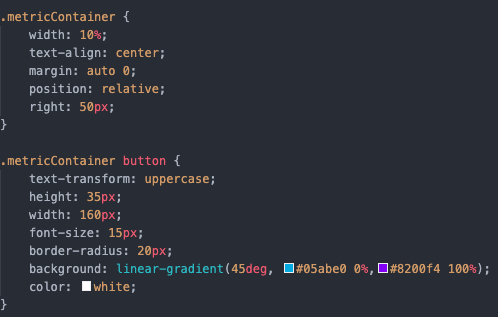 .metricContainer {
    width: 10%;
    text-align: center;
    margin: auto 0;
    position: relative;
    right: 50px;
}

.metricContainer button {
    text-transform: uppercase;
    height: 35px;
    width: 160px;
    font-size: 15px;
    border-radius: 20px;
    background: linear-gradient(45deg, #05abe0 0%,#8200f4 100%);
    color: white;
}